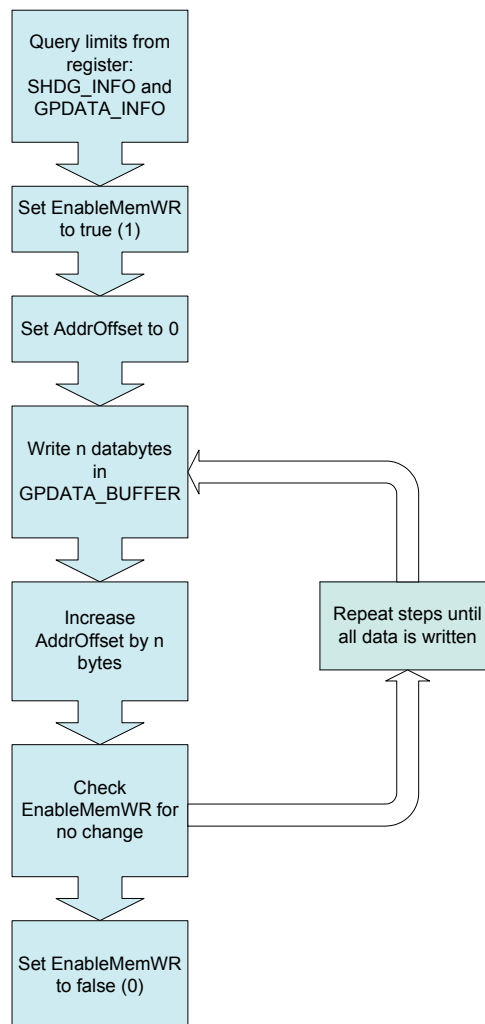 Query limits from
register:
SHDG_INFO and
GPDATA_INFO
Set EnableMemWR
to true (1)
Set AddrOffset to 0
Write n databytes
in
GPDATA_BUFFER
Increase
AddrOffset by n
bytes
Repeat steps until
all data is written
Check
EnableMemWR for
no change
Set EnableMemWR
to false (0)